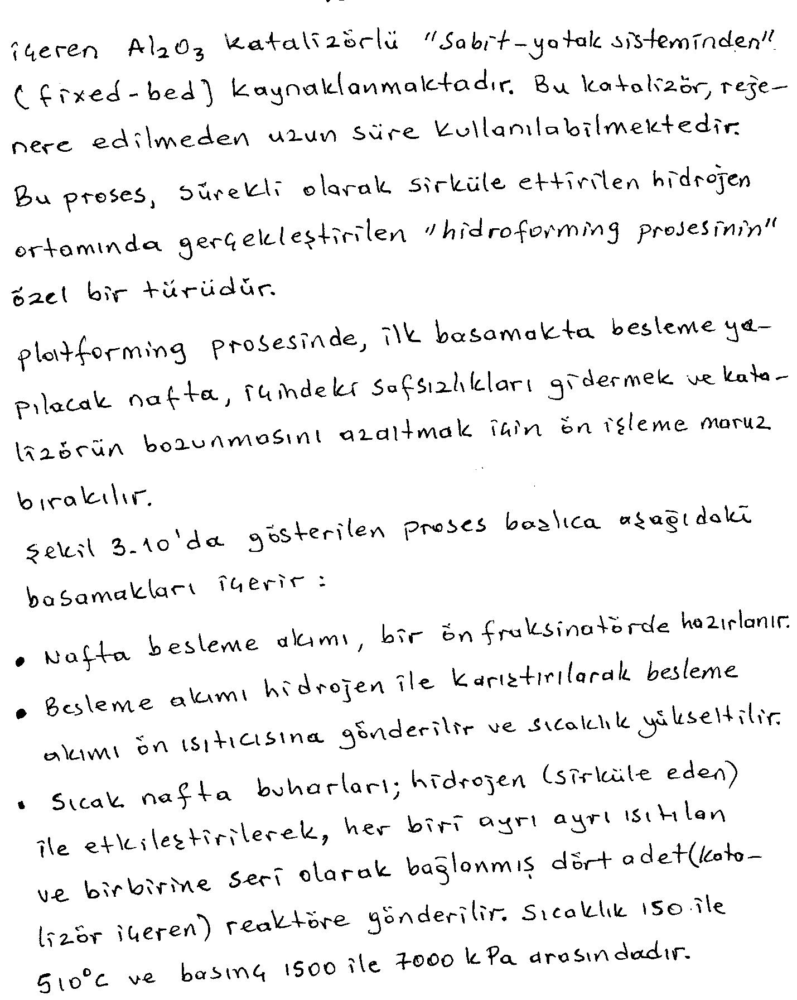 içeren Al₂O₃ katalizörlü "sabit-yatak sisteminden"
(fixed-bed) kaynaklanmaktadır. Bu katalizör, reje-
nere edilmeden uzun süre kullanılabilmektedir.
Bu proses, sürekli olarak sirküle ettirilen hidrojen
ortamında gerçekleştirilen "hidroforming prosesinin"
özel bir türüdür.
platforming prosesinde, ilk basamakta besleme ya-
pılacak nafta, içindeki safsızlıkları gidermek ve kata-
lizörün bozunmasını azaltmak için ön işleme maruz
bırakılır.
Şekil 3.10'da gösterilen proses başlıca aşağıdaki
basamakları içerir :
• Nafta besleme akımı, bir ön fraksinatörde hazırlanır.
• Besleme akımı hidrojen ile karıştırılarak besleme
akımı ön ısıtıcısına gönderilir ve sıcaklık yükseltilir.
• Sıcak nafta buharları; hidrojen (sirküle eden)
ile etkileştirilerek, her biri ayrı ayrı ısıtılan
ve birbirine seri olarak bağlanmış dört adet (kata-
lizör içeren) reaktöre gönderilir. Sıcaklık 150 ile
510°C ve basınç 1500 ile 7000 kPa arasındadır.